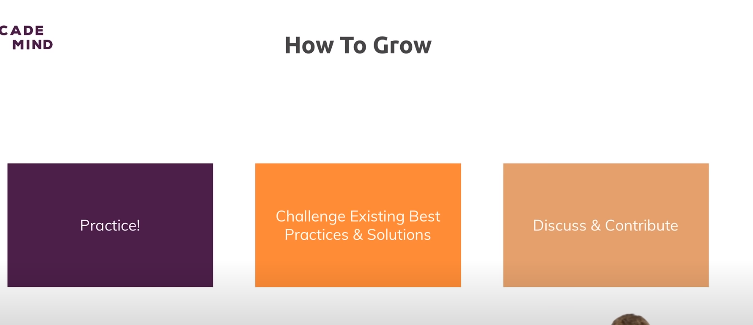 CADE
MIND
How To Grow
Practice!
Challenge Existing Best
Practices & Solutions
Discuss & Contribute